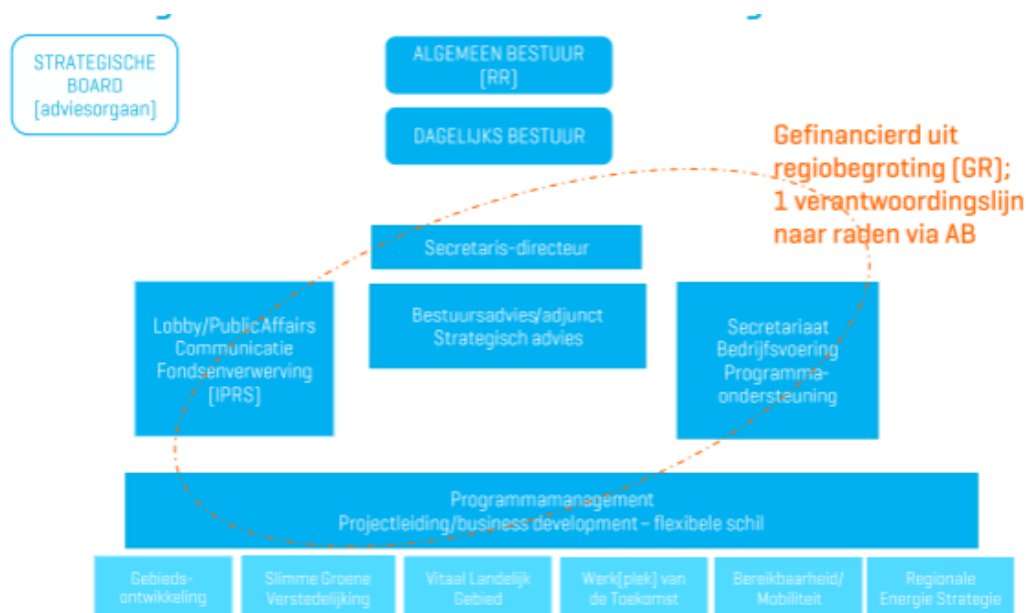 STRATEGISCHE
BOARD
[adviesorgaan]
ALGEMEEN BESTUUR
[RR]
DAGELIJKS BESTUUR
Gefinancierd uit
regiobegroting [GR];
1 verantwoordingslijn
naar raden via AB
Secretaris-directeur
Lobby/PublicAffairs
Communicatie
Fondsenverwerving
[IPRS]
Bestuursadvies/adjunct
Strategisch advies
Secretariaat
Bedrijfsvoering
Programma-
ondersteuning
Programmamanagement
Projectleiding/business development – flexibele schil
Gebieds-
ontwikkeling
Slimme Groene
Verstedelijking
Vitaal Landelijk
Gebied
Werk[plek] van
de Toekomst
Bereikbaarheid/
Mobiliteit
Regionale
Energie Strategie